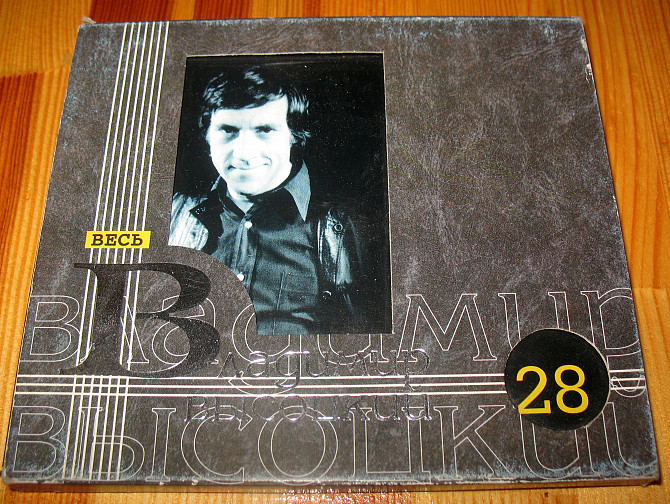 ВЕСЬ
Владимир
Владимир
Высоцкий
Высоцкий
28